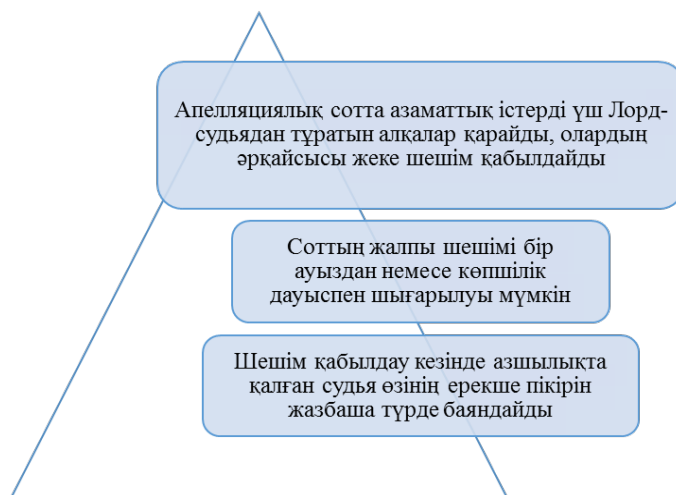 Апелляциялық сотта азаматтық істерді үш Лорд-
судьядан тұратын алқалар қарайды, олардың
әрқайсысы жеке шешім қабылдайды
Соттың жалпы шешімі бір
ауыздан немесе көпшілік
дауыспен шығарылуы мүмкін
Шешім қабылдау кезінде азшылықта
қалған судья өзінің ерекше пікірін
жазбаша түрде баяндайды